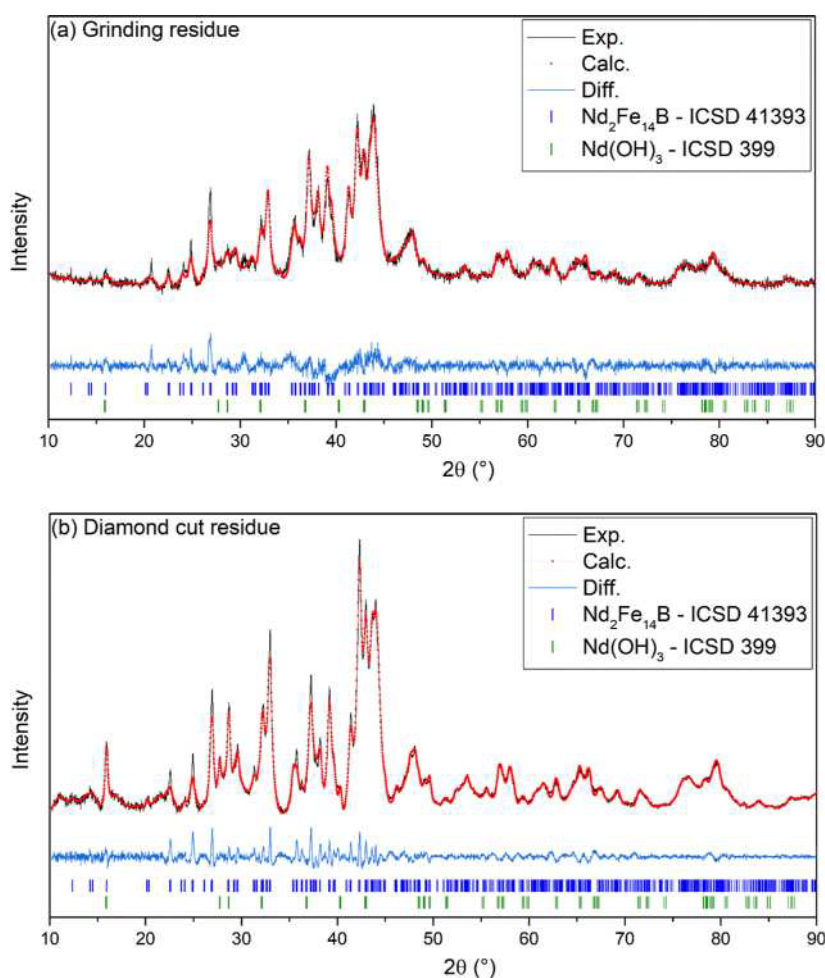 (a) Grinding residue
Exp.
Calc.
Diff.
Nd₂Fe₁₄B - ICSD 41393
Nd(OH)₃ - ICSD 399
Intensity
10 20 30 40 50 60 70 80 90
2θ (°)
(b) Diamond cut residue
Exp.
Calc.
Diff.
Nd₂Fe₁₄B - ICSD 41393
Nd(OH)₃ - ICSD 399
Intensity
10 20 30 40 50 60 70 80 90
2θ (°)